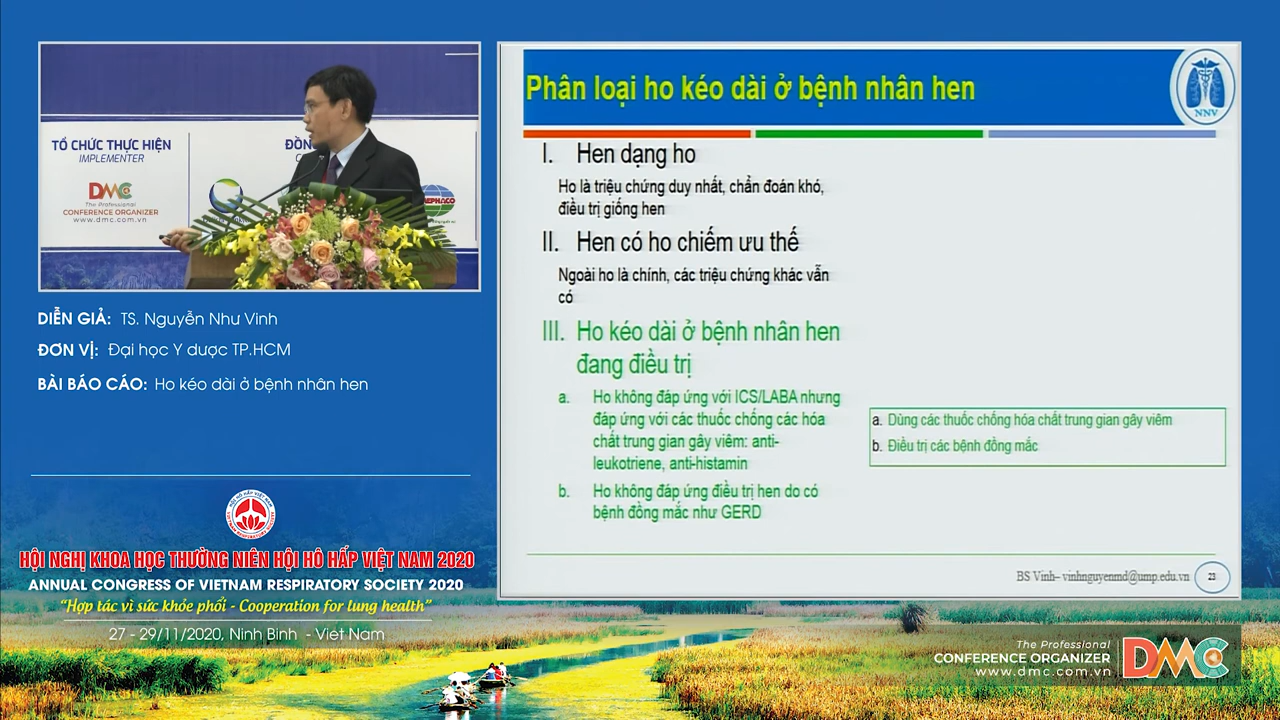 TỔ CHỨC THỰC HIỆN
IMPLEMENTER
DMC
The Professional
CONFERENCE ORGANIZER
www.dmc.com.vn
DIỄN GIẢ: TS. Nguyễn Như Vinh
ĐƠN VỊ: Đại học Y dược TP.HCM
BÀI BÁO CÁO: Ho kéo dài ở bệnh nhân hen
HỘI NGHỊ KHOA HỌC THƯỜNG NIÊN HỘI HÔ HẤP VIỆT NAM 2020
ANNUAL CONGRESS OF VIETNAM RESPIRATORY SOCIETY 2020
“Hợp tác vì sức khỏe phổi - Cooperation for lung health”
27 - 29/11/2020, Ninh Bình - Việt Nam
Phân loại ho kéo dài ở bệnh nhân hen
NNV
I. Hen dạng ho
Ho là triệu chứng duy nhất, chẩn đoán khó,
điều trị giống hen
II. Hen có ho chiếm ưu thế
Ngoài ho là chính, các triệu chứng khác vẫn
có
III. Ho kéo dài ở bệnh nhân hen
đang điều trị
a. Ho không đáp ứng với ICS/LABA nhưng
đáp ứng với các thuốc chống các hóa
chất trung gian gây viêm: anti-
leukotriene, anti-histamin
b. Ho không đáp ứng điều trị hen do có
bệnh đồng mắc như GERD
a. Dùng các thuốc chống hóa chất trung gian gây viêm
b. Điều trị các bệnh đồng mắc
BS Vinh– vinhnguyenmd@ump.edu.vn 23
The Professional
CONFERENCE ORGANIZER
www.dmc.com.vn
DMC